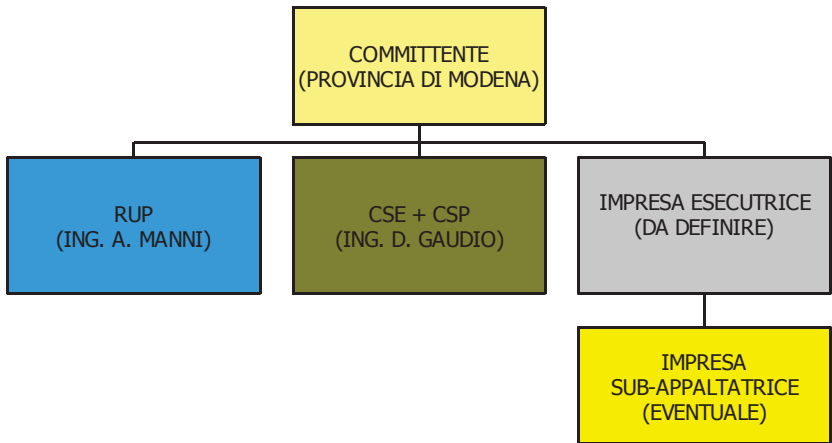 COMMITTENTE
(PROVINCIA DI MODENA)
RUP
(ING. A. MANNI)
CSE + CSP
(ING. D. GAUDIO)
IMPRESA ESECUTRICE
(DA DEFINIRE)
IMPRESA
SUB-APPALTATRICE
(EVENTUALE)